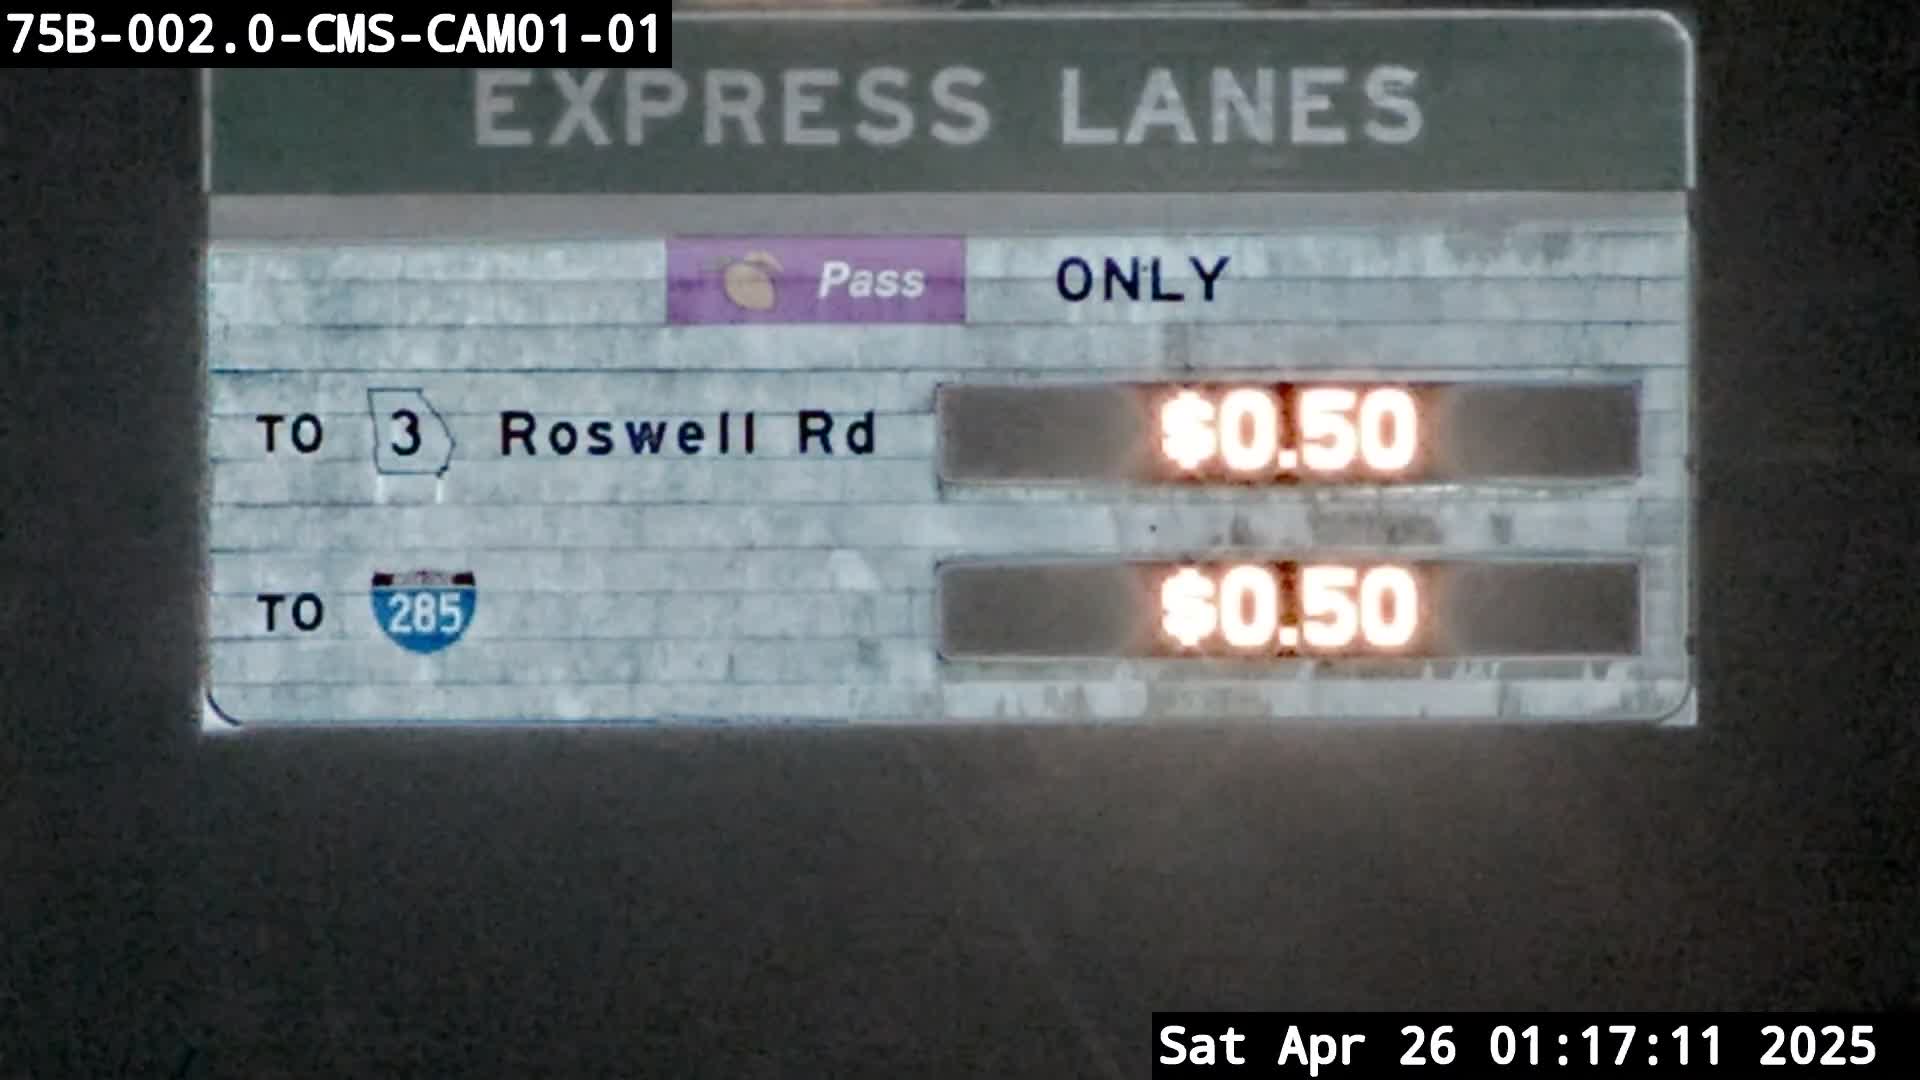 75B-002.0-CMS-CAM01-01
EXPRESS LANES
Pass ONLY
TO 3 Roswell Rd $0.50
TO 285 $0.50
Sat Apr 26 01:17:11 2025